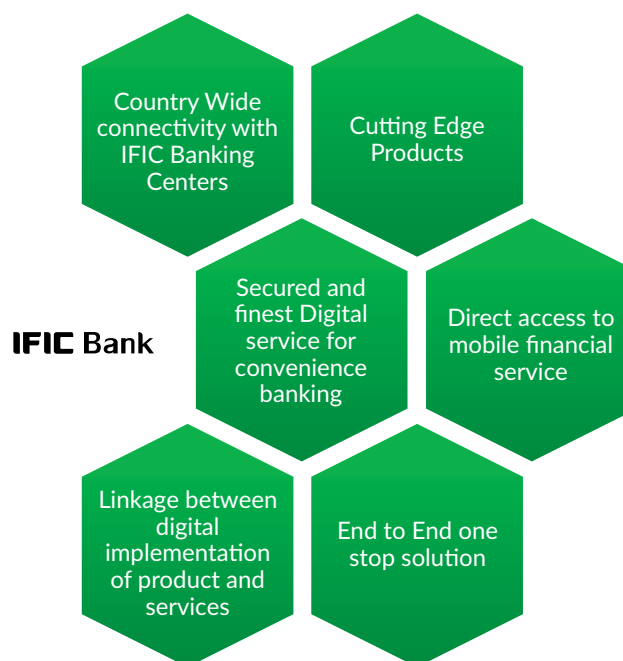 Country Wide
connectivity with
IFIC Banking
Centers
Cutting Edge
Products
IFIC Bank
Secured and
finest Digital
service for
convenience
banking
Direct access to
mobile financial
service
Linkage between
digital
implementation
of product and
services
End to End one
stop solution